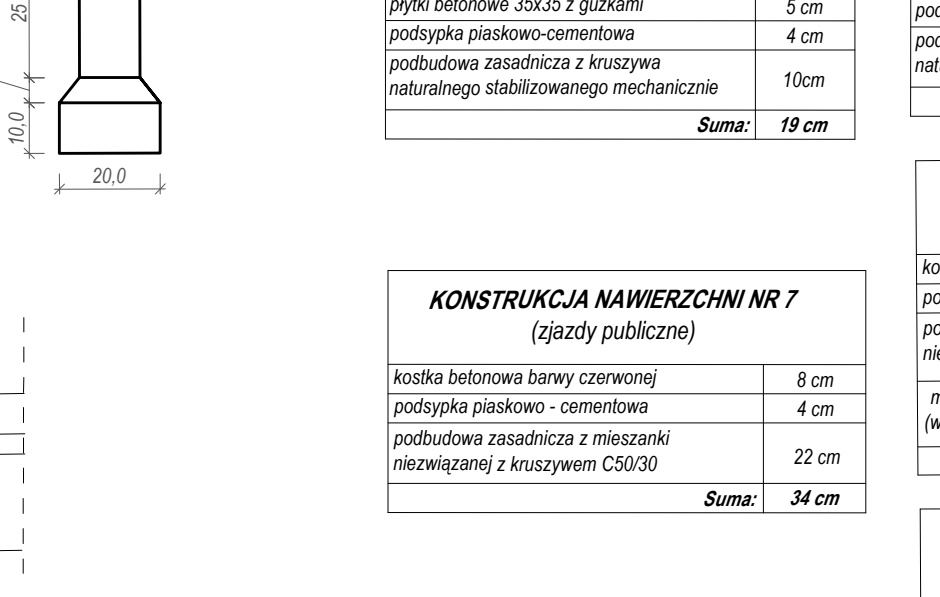 25
10,0
20,0
płytki betonowe 35x35 z guzkami 5 cm
podsypka piaskowo-cementowa 4 cm
podbudowa zasadnicza z kruszywa
naturalnego stabilizowanego mechanicznie 10cm
Suma: 19 cm
KONSTRUKCJA NAWIERZCHNI NR 7
(zjazdy publiczne)
kostka betonowa barwy czerwonej 8 cm
podsypka piaskowo - cementowa 4 cm
podbudowa zasadnicza z mieszanki
niezwiązanej z kruszywem C50/30 22 cm
Suma: 34 cm